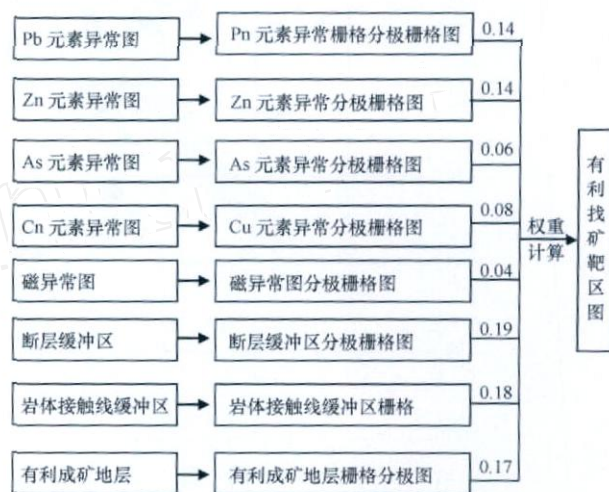 Pb 元素异常图 Pn 元素异常栅格分极栅格图 0.14
Zn 元素异常图 Zn 元素异常分极栅格图 0.14
As 元素异常图 As 元素异常分极栅格图 0.06
Cn 元素异常图 Cu 元素异常分极栅格图 0.08
磁异常图 磁异常图分极栅格图 0.04
断层缓冲区 断层缓冲区分极栅格图 0.19
岩体接触线缓冲区 岩体接触线缓冲区栅格 0.18
有利成矿地层 有利成矿地层栅格分极图 0.17
权重
计算
有
利
找
矿
靶
区
图